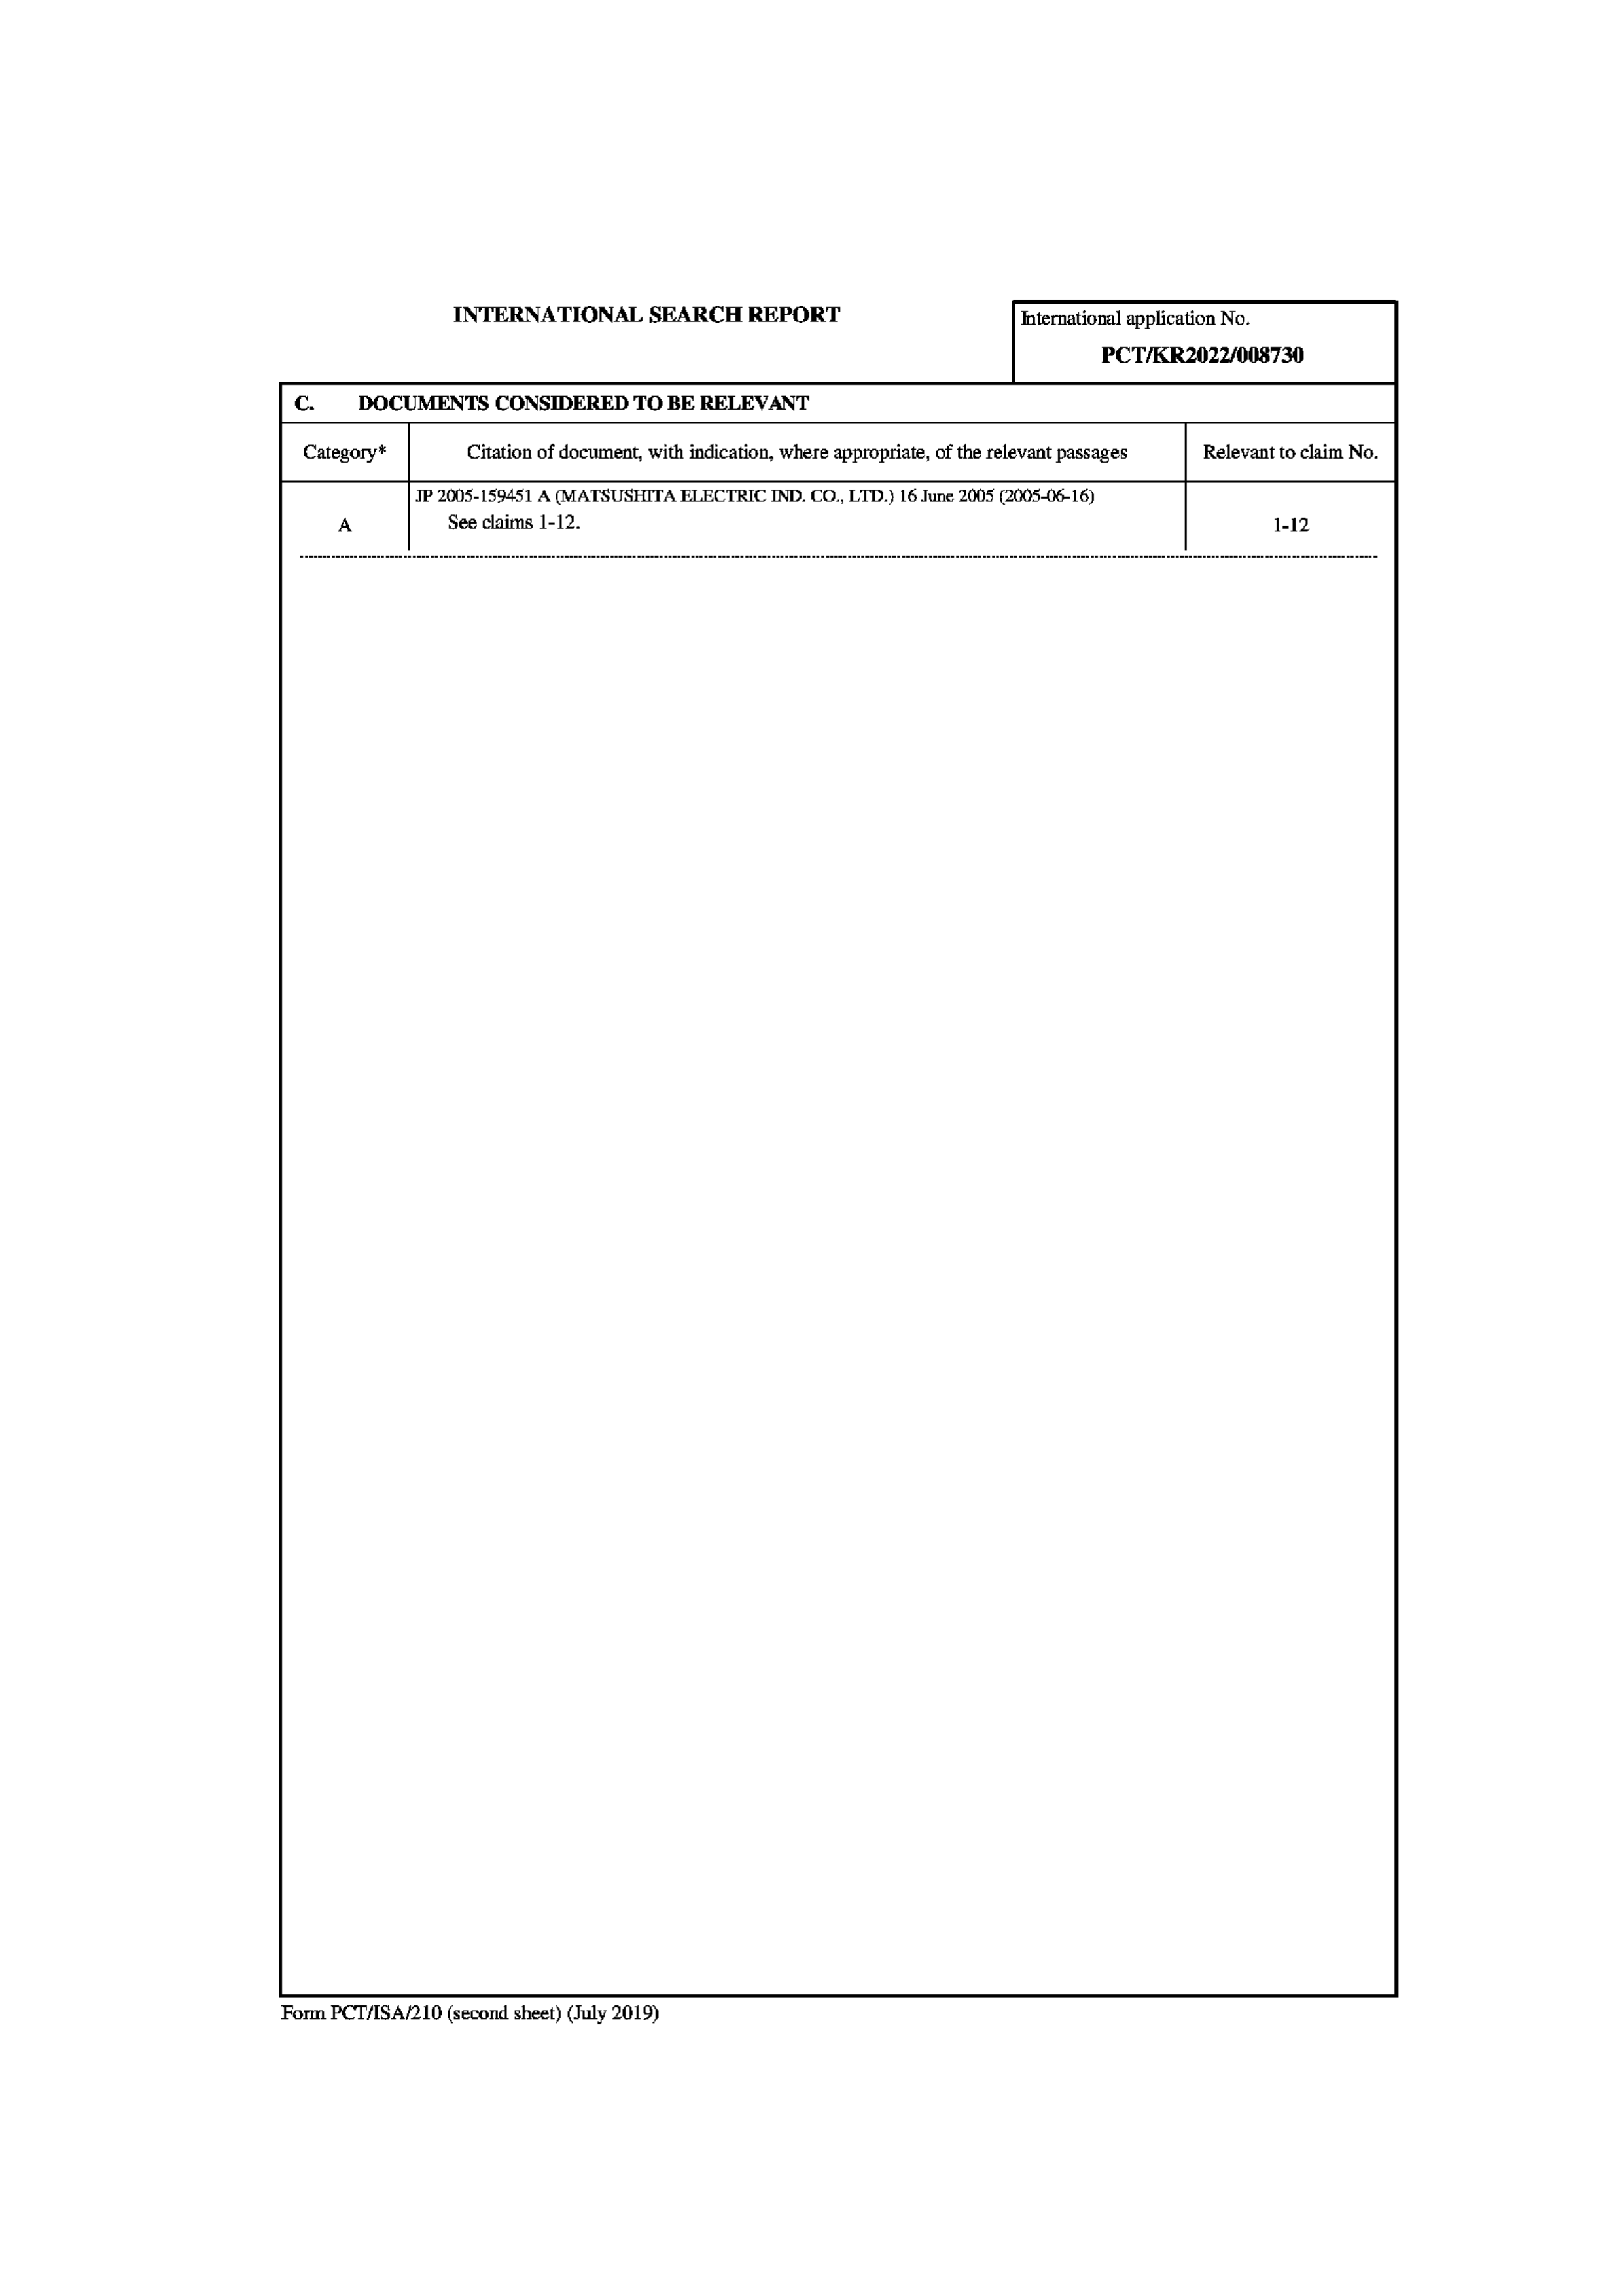 INTERNATIONAL SEARCH REPORT
International application No.
PCT/KR2022/008730
C. DOCUMENTS CONSIDERED TO BE RELEVANT
Category* Citation of document, with indication, where appropriate, of the relevant passages Relevant to claim No.
JP 2005-159451 A (MATSUSHITA ELECTRIC IND. CO., LTD.) 16 June 2005 (2005-06-16)
A See claims 1-12. 1-12
Form PCT/ISA/210 (second sheet) (July 2019)